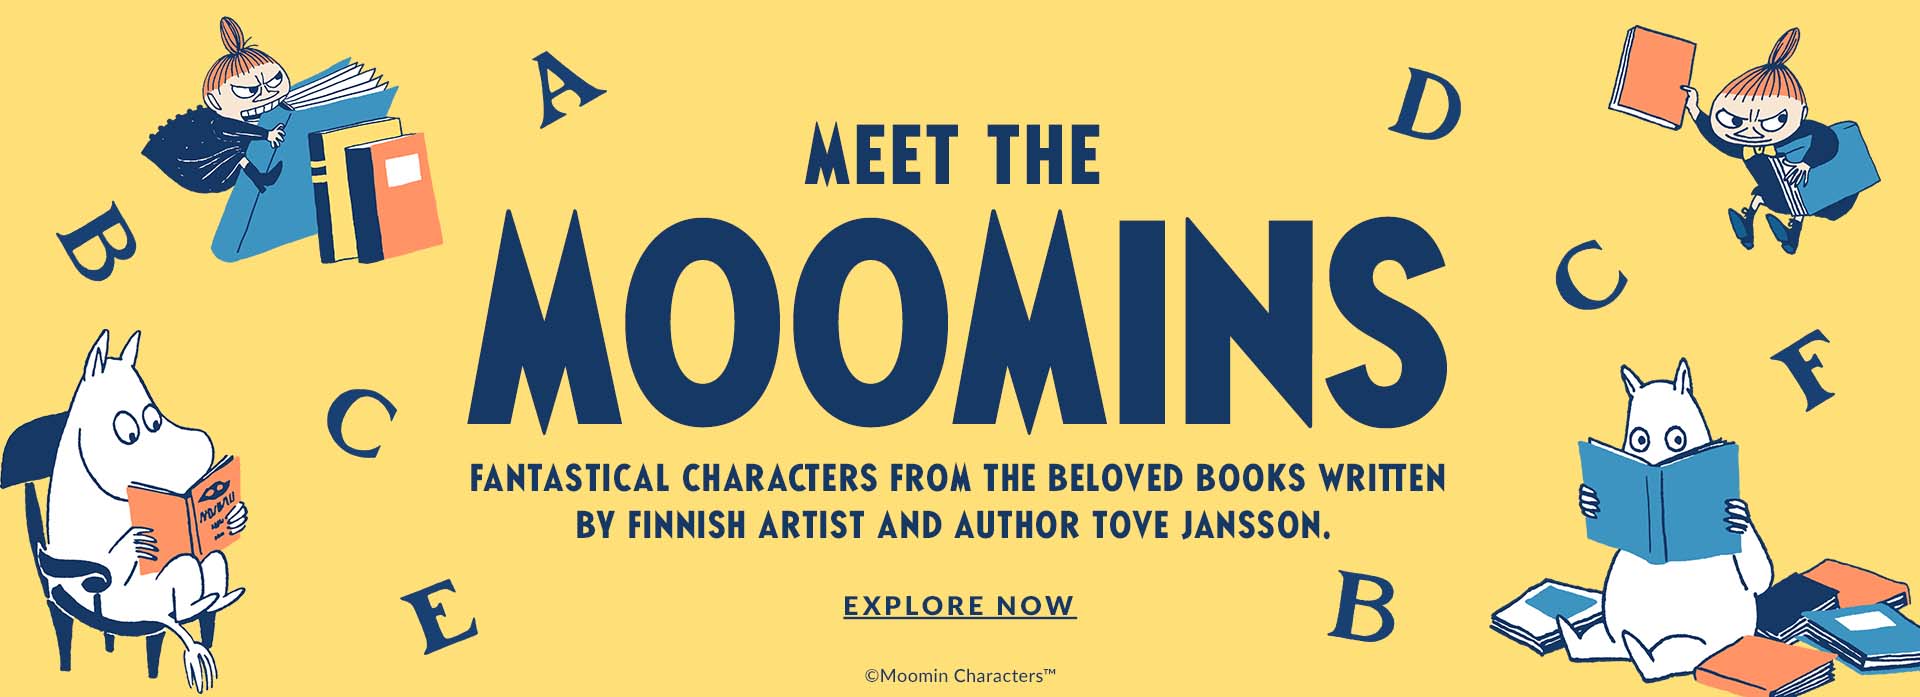 MEET THE
MOOMINS
FANTASTICAL CHARACTERS FROM THE BELOVED BOOKS WRITTEN
BY FINNISH ARTIST AND AUTHOR TOVE JANSSON.
EXPLORE NOW
©Moomin Characters™
A
B
C
E
D
C
F
B